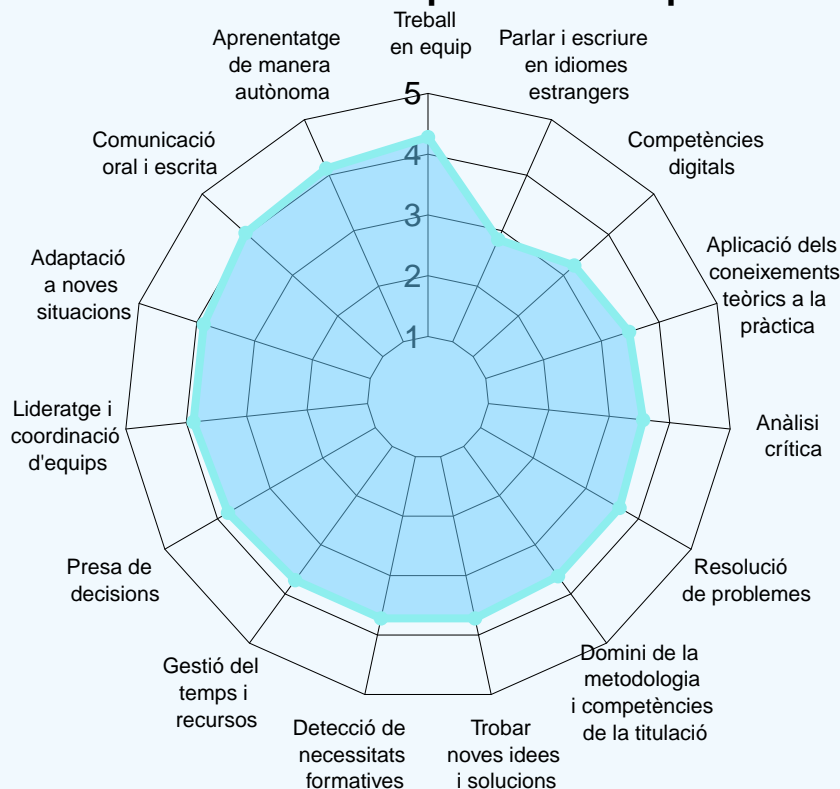 Treball
en equip
Parlar i escriure
en idiomes
estrangers
Competències
digitals
Aplicació dels
coneixements
teòrics a la
pràctica
Anàlisi
crítica
Resolució
de problemes
Domini de la
metodologia
i competències
de la titulació
Trobar
noves idees
i solucions
Detecció de
necessitats
formatives
Gestió del
temps i
recursos
Presa de
decisions
Lideratge i
coordinació
d'equips
Adaptació
a noves
situacions
Comunicació
oral i escrita
Aprenentatge
de manera
autònoma
5
4
3
2
1